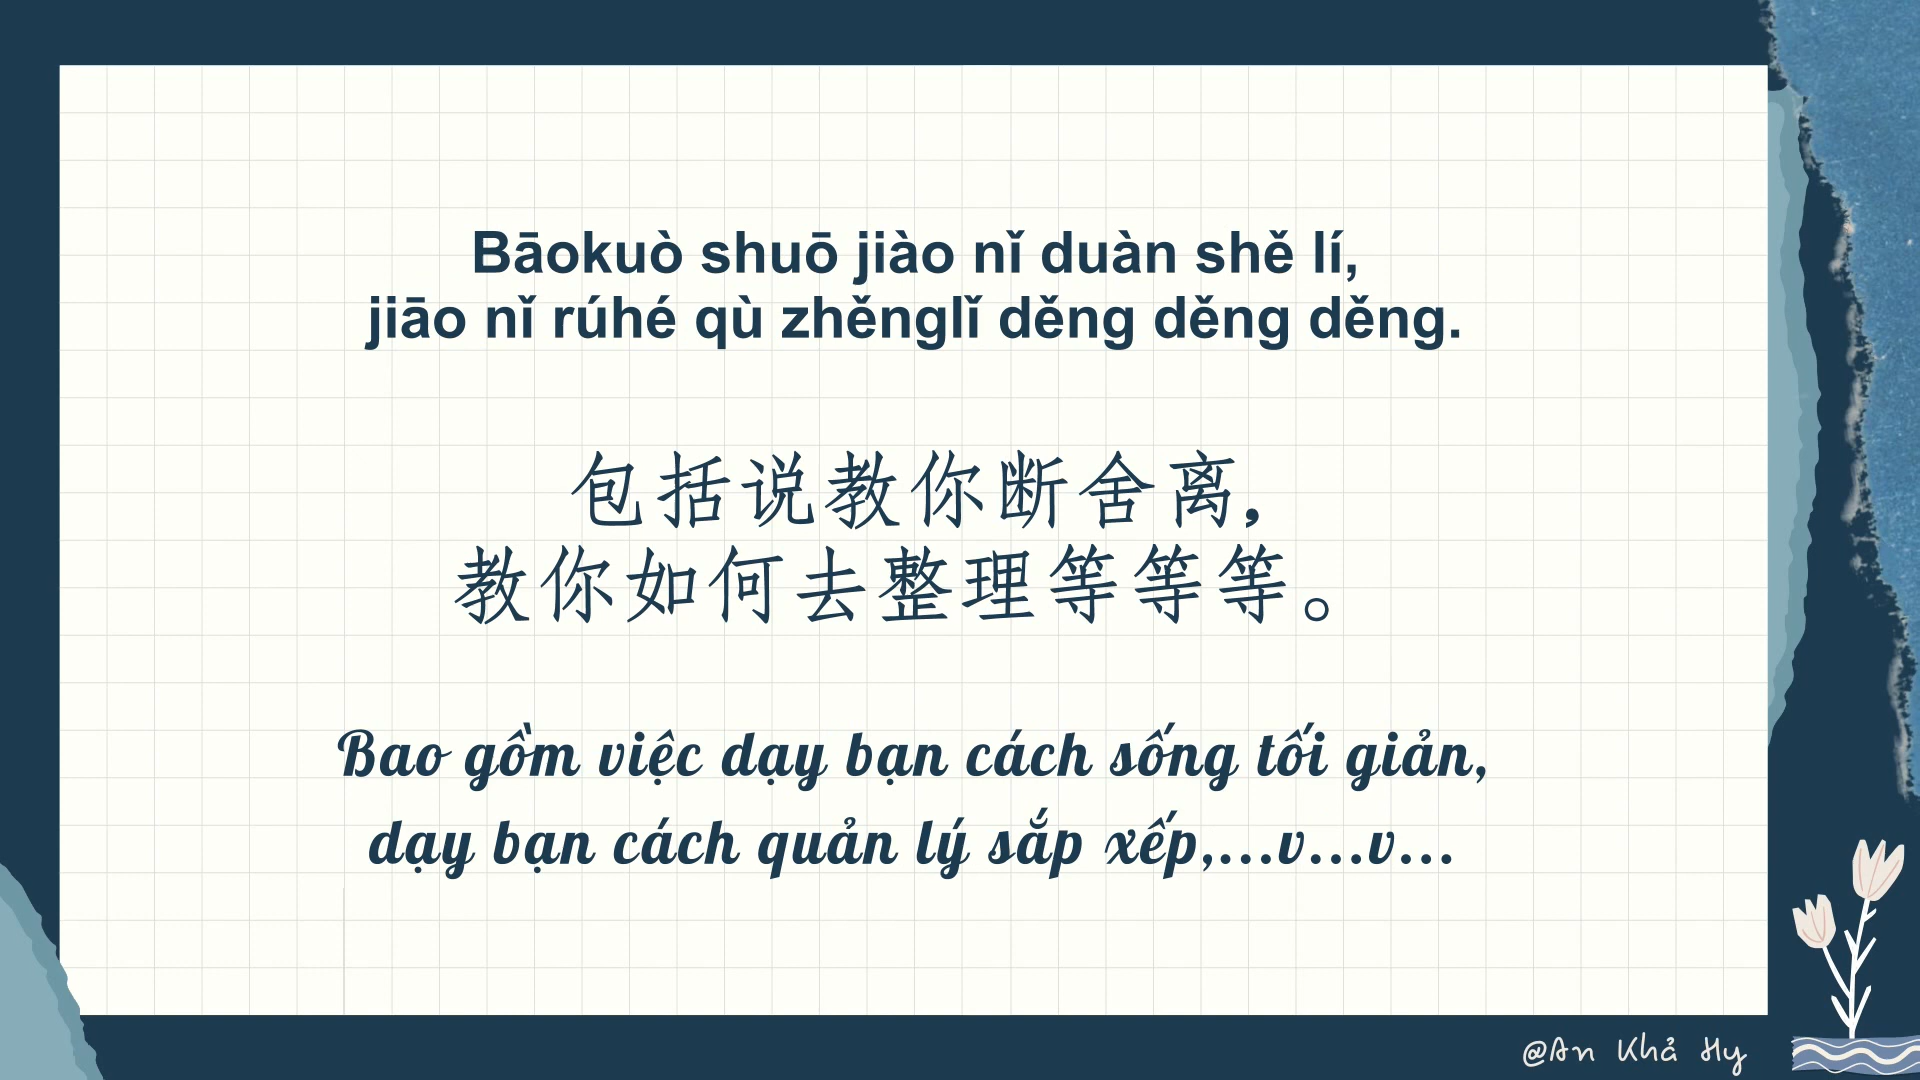 Bāokuò shuō jiào nǐ duàn shě lí,
jiāo nǐ rúhé qù zhěnglǐ děng děng děng.
包括说教你断舍离,
教你如何去整理等等等。
Bao gồm việc dạy bạn cách sống tối giản,
dạy bạn cách quản lý sắp xếp,...v...v...
@An Khả Hy